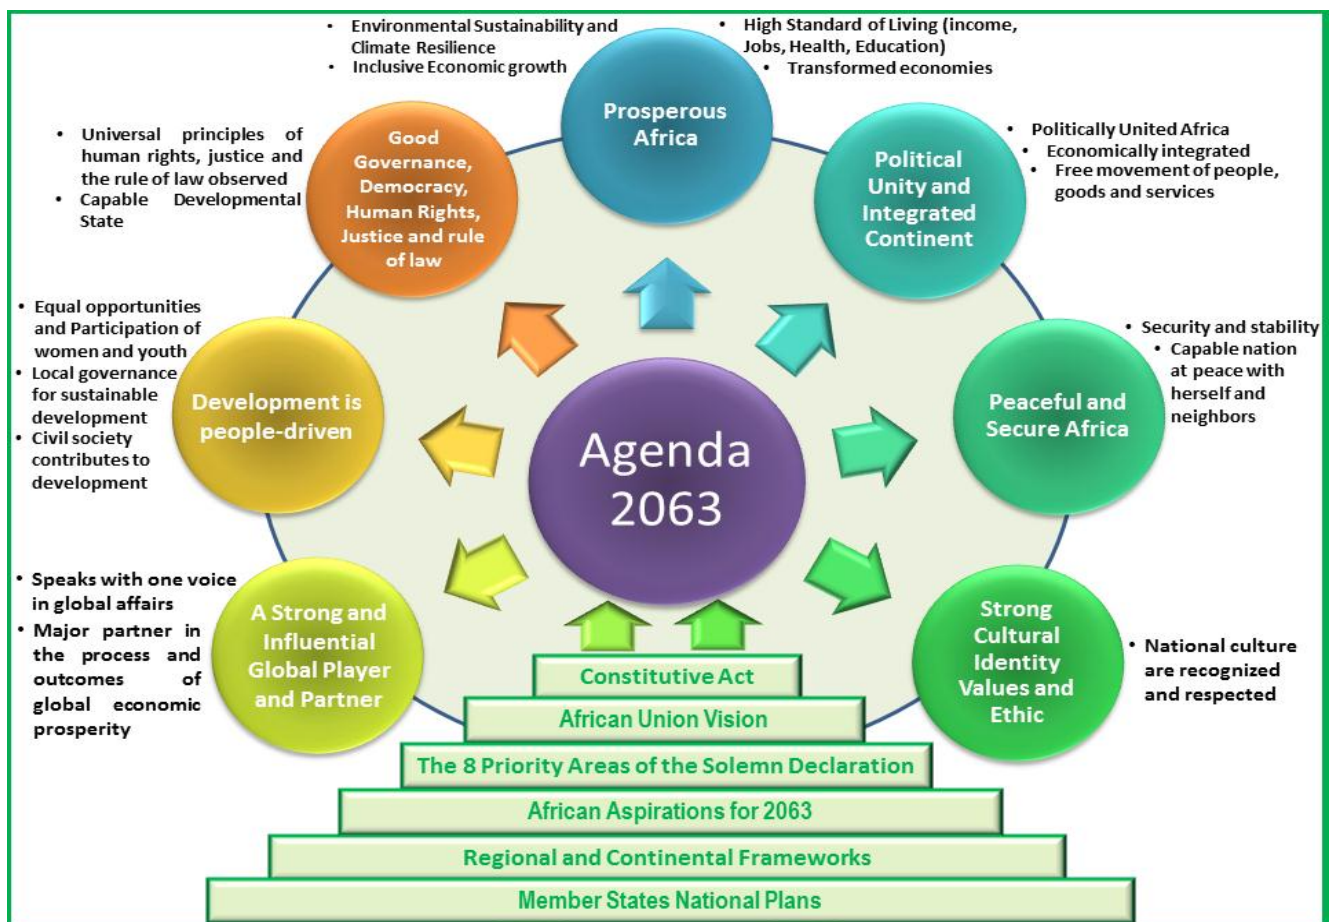 • Environmental Sustainability and
Climate Resilience
• Inclusive Economic growth
• High Standard of Living (income,
Jobs, Health, Education)
• Transformed economies
Prosperous
Africa
• Universal principles of
human rights, justice and
the rule of law observed
• Capable Developmental
State
Good
Governance,
Democracy,
Human Rights,
Justice and rule
of law
Political
Unity and
Integrated
Continent
• Politically United Africa
• Economically integrated
• Free movement of people,
goods and services
• Equal opportunities
and Participation of
women and youth
• Local governance
for sustainable
development
• Civil society
contributes to
development
Development is
people-driven
Agenda
2063
Peaceful and
Secure Africa
• Security and stability
• Capable nation
at peace with
herself and
neighbors
• Speaks with one voice
in global affairs
• Major partner in
the process and
outcomes of
global economic
prosperity
A Strong and
Influential
Global Player
and Partner
Strong
Cultural
Identity
Values and
Ethic
• National culture
are recognized
and respected
Constitutive Act
African Union Vision
The 8 Priority Areas of the Solemn Declaration
African Aspirations for 2063
Regional and Continental Frameworks
Member States National Plans